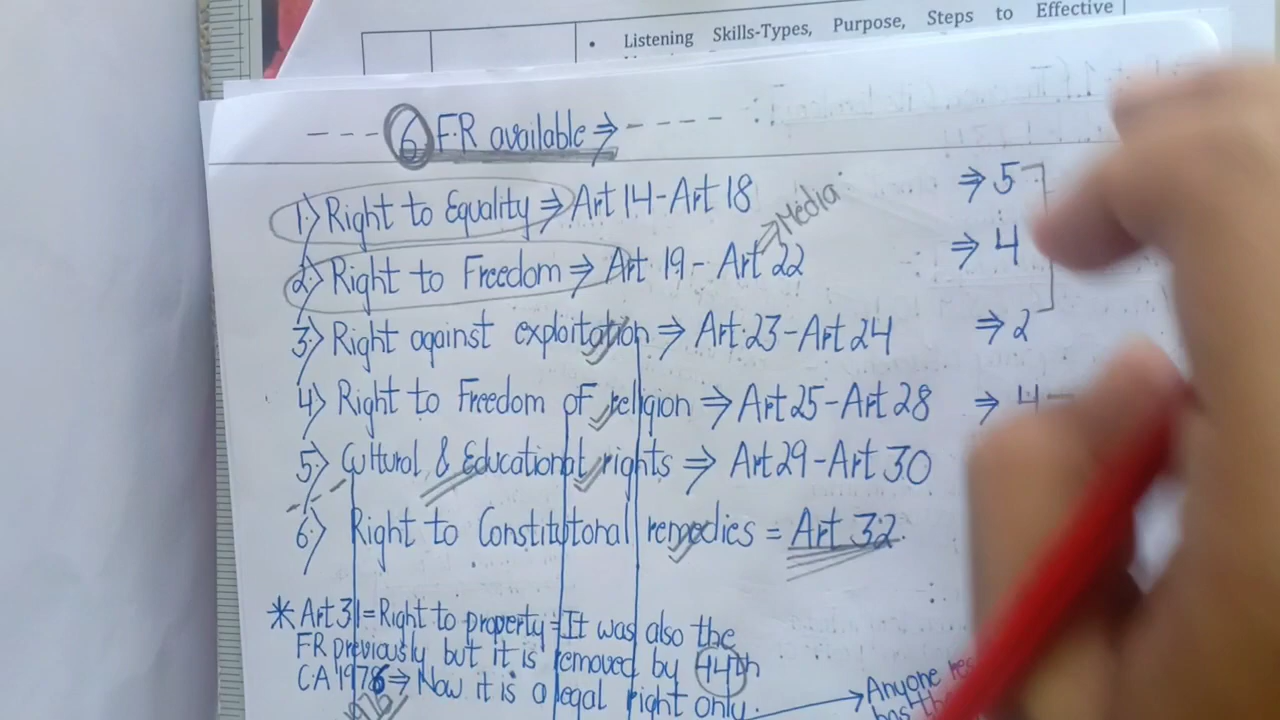 • Listening Skills-Types, Purpose, Steps to Effective
---⑥ F.R available ⇒ ----
1) Right to Equality ⇒ Art 14-Art 18 ⇒ 5
→ Media
2) Right to Freedom ⇒ Art 19- Art 22 ⇒ 4
3) Right against exploitation ⇒ Art.23-Art 24 ⇒ 2
4) Right to Freedom of religion ⇒ Art 25-Art 28 ⇒ 4
5) Cultural & Educational rights ⇒ Art 29-Art 30
6) Right to Constitutonal remedies = Art 32.
* Art 31=Right to property = It was also the
FR previously but it is removed by 44th
CA 1978 ⇒ Now it is a legal right only.
→ Anyone